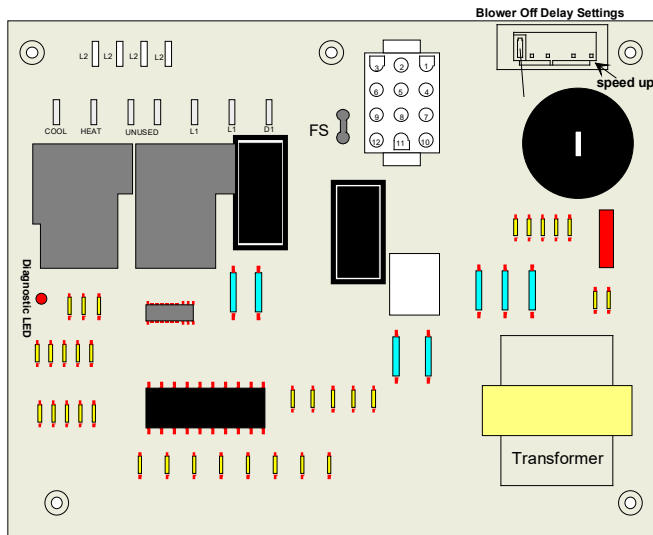 Blower Off Delay Settings
speed up
L2 L2 L2 L2
COOL HEAT UNUSED L1 L1 D1
FS
3 2 1
6 5 4
9 8 7
12 11 10
Diagnostic LED
Transformer